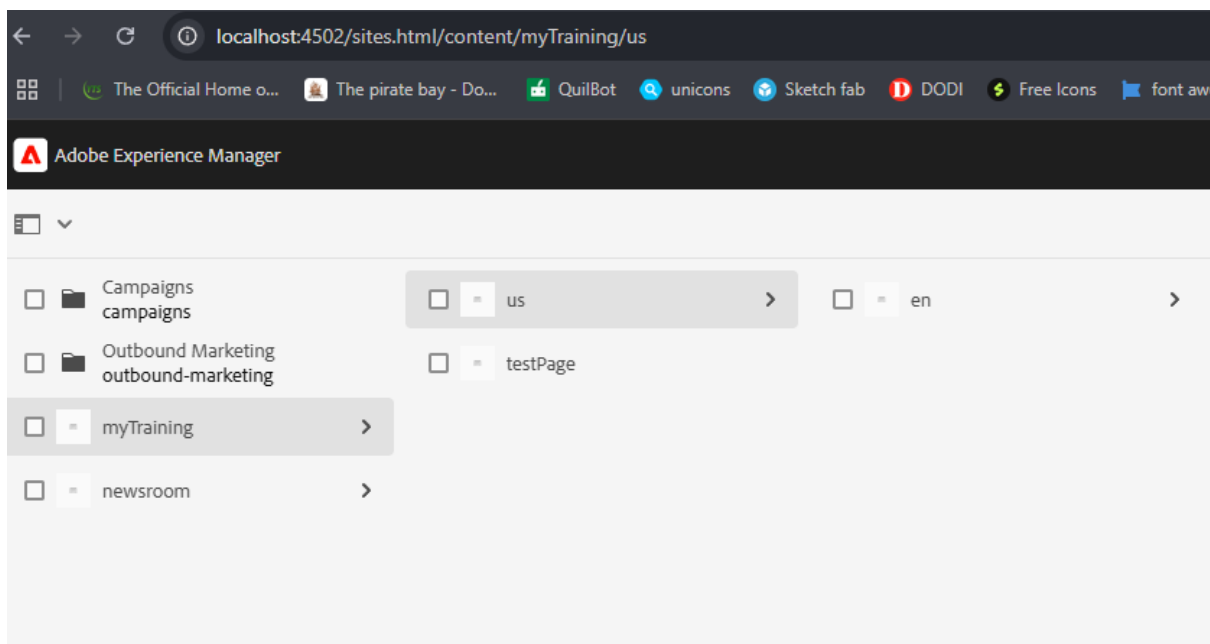 localhost:4502/sites.html/content/myTraining/us
The Official Home o... The pirate bay - Do... QuilBot unicons Sketch fab DODI Free Icons font aw
Adobe Experience Manager
Campaigns
campaigns
Outbound Marketing
outbound-marketing
myTraining
newsroom
us
testPage
en